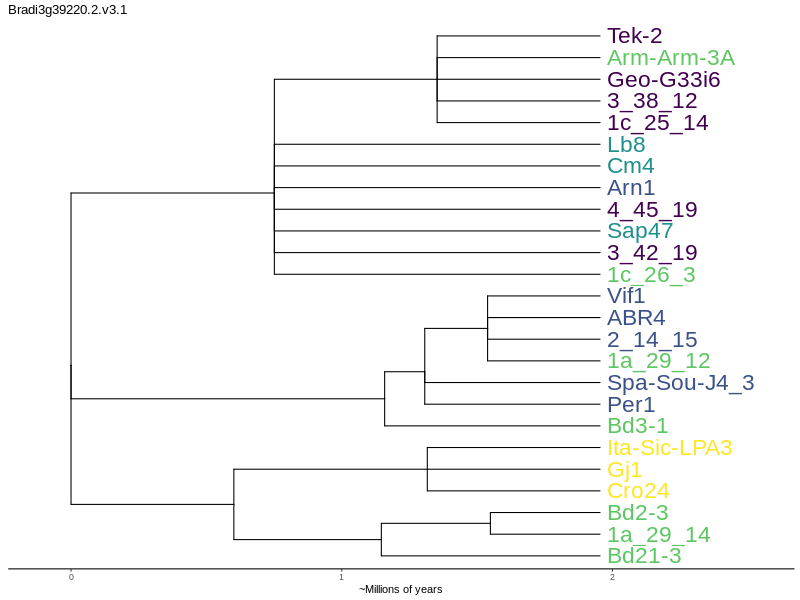 Bradi3g39220.2.v3.1
Tek-2
Arm-Arm-3A
Geo-G33i6
3_38_12
1c_25_14
Lb8
Cm4
Arn1
4_45_19
Sap47
3_42_19
1c_26_3
Vif1
ABR4
2_14_15
1a_29_12
Spa-Sou-J4_3
Per1
Bd3-1
Ita-Sic-LPA3
Gj1
Cro24
Bd2-3
1a_29_14
Bd21-3
0 1 2
~Millions of years